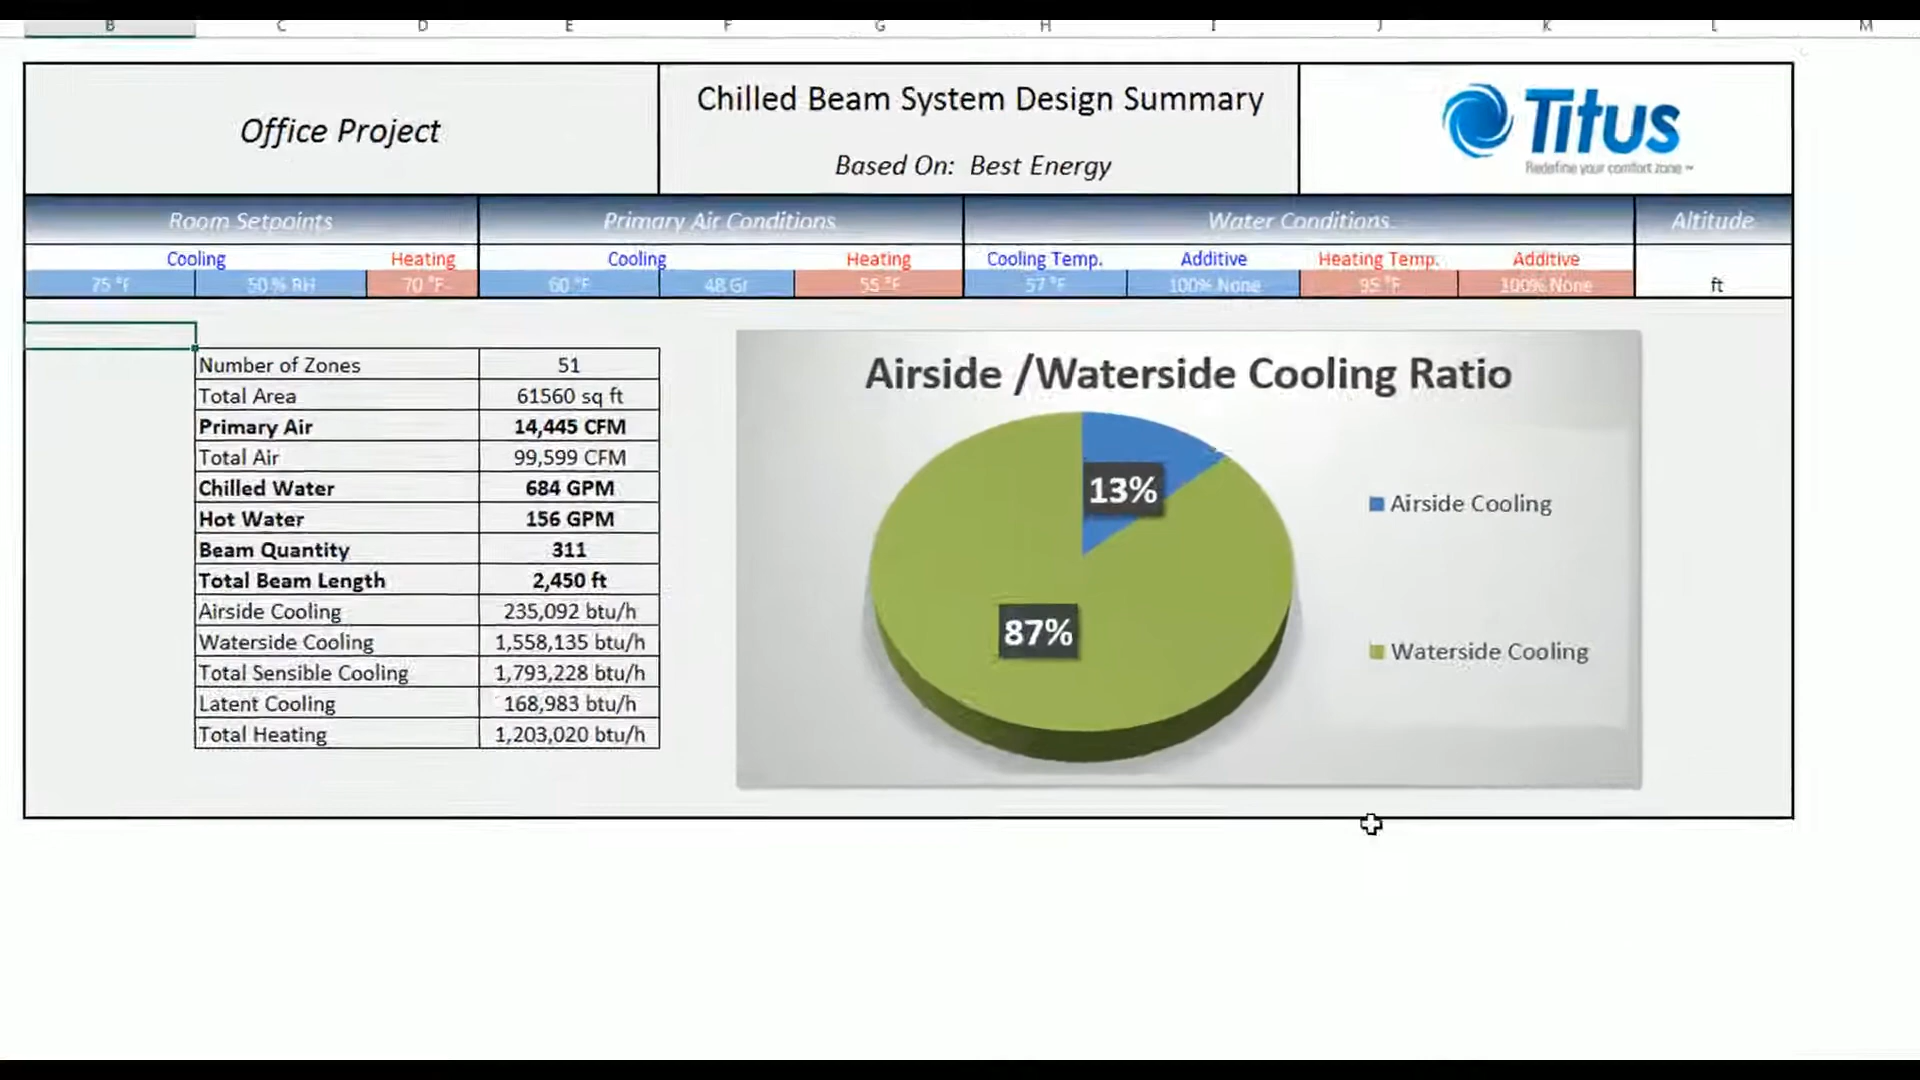 B C D E F G H I J K L M
Office Project
Chilled Beam System Design Summary
Based On: Best Energy
Titus
Redefine your comfort zone ™
Room Setpoints Primary Air Conditions Water Conditions Altitude
Cooling Heating Cooling Heating Cooling Temp. Additive Heating Temp. Additive
75 °F 50 % RH 70 °F 60 °F 48 Gr 55 °F 57 °F 100% None 95 °F 100% None ft
Number of Zones 51
Total Area 61560 sq ft
Primary Air 14,445 CFM
Total Air 99,599 CFM
Chilled Water 684 GPM
Hot Water 156 GPM
Beam Quantity 311
Total Beam Length 2,450 ft
Airside Cooling 235,092 btu/h
Waterside Cooling 1,558,135 btu/h
Total Sensible Cooling 1,793,228 btu/h
Latent Cooling 168,983 btu/h
Total Heating 1,203,020 btu/h
Airside /Waterside Cooling Ratio
13%
87%
Airside Cooling
Waterside Cooling